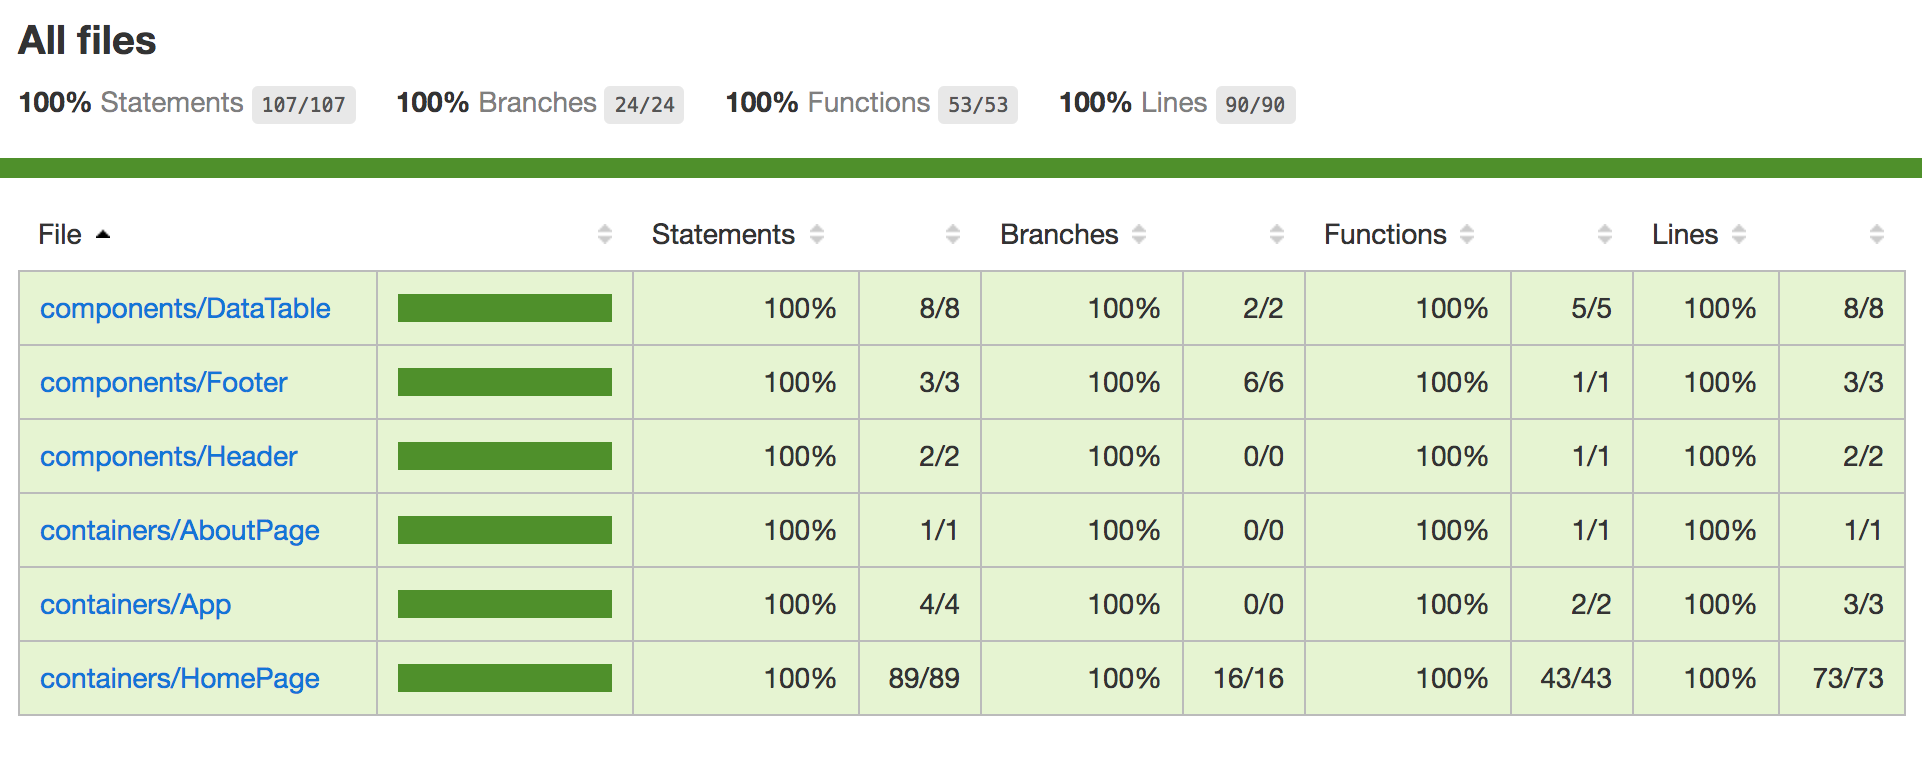 All files
100% Statements 107/107 100% Branches 24/24 100% Functions 53/53 100% Lines 90/90
File Statements Branches Functions Lines
components/DataTable 100% 8/8 100% 2/2 100% 5/5 100% 8/8
components/Footer 100% 3/3 100% 6/6 100% 1/1 100% 3/3
components/Header 100% 2/2 100% 0/0 100% 1/1 100% 2/2
containers/AboutPage 100% 1/1 100% 0/0 100% 1/1 100% 1/1
containers/App 100% 4/4 100% 0/0 100% 2/2 100% 3/3
containers/HomePage 100% 89/89 100% 16/16 100% 43/43 100% 73/73